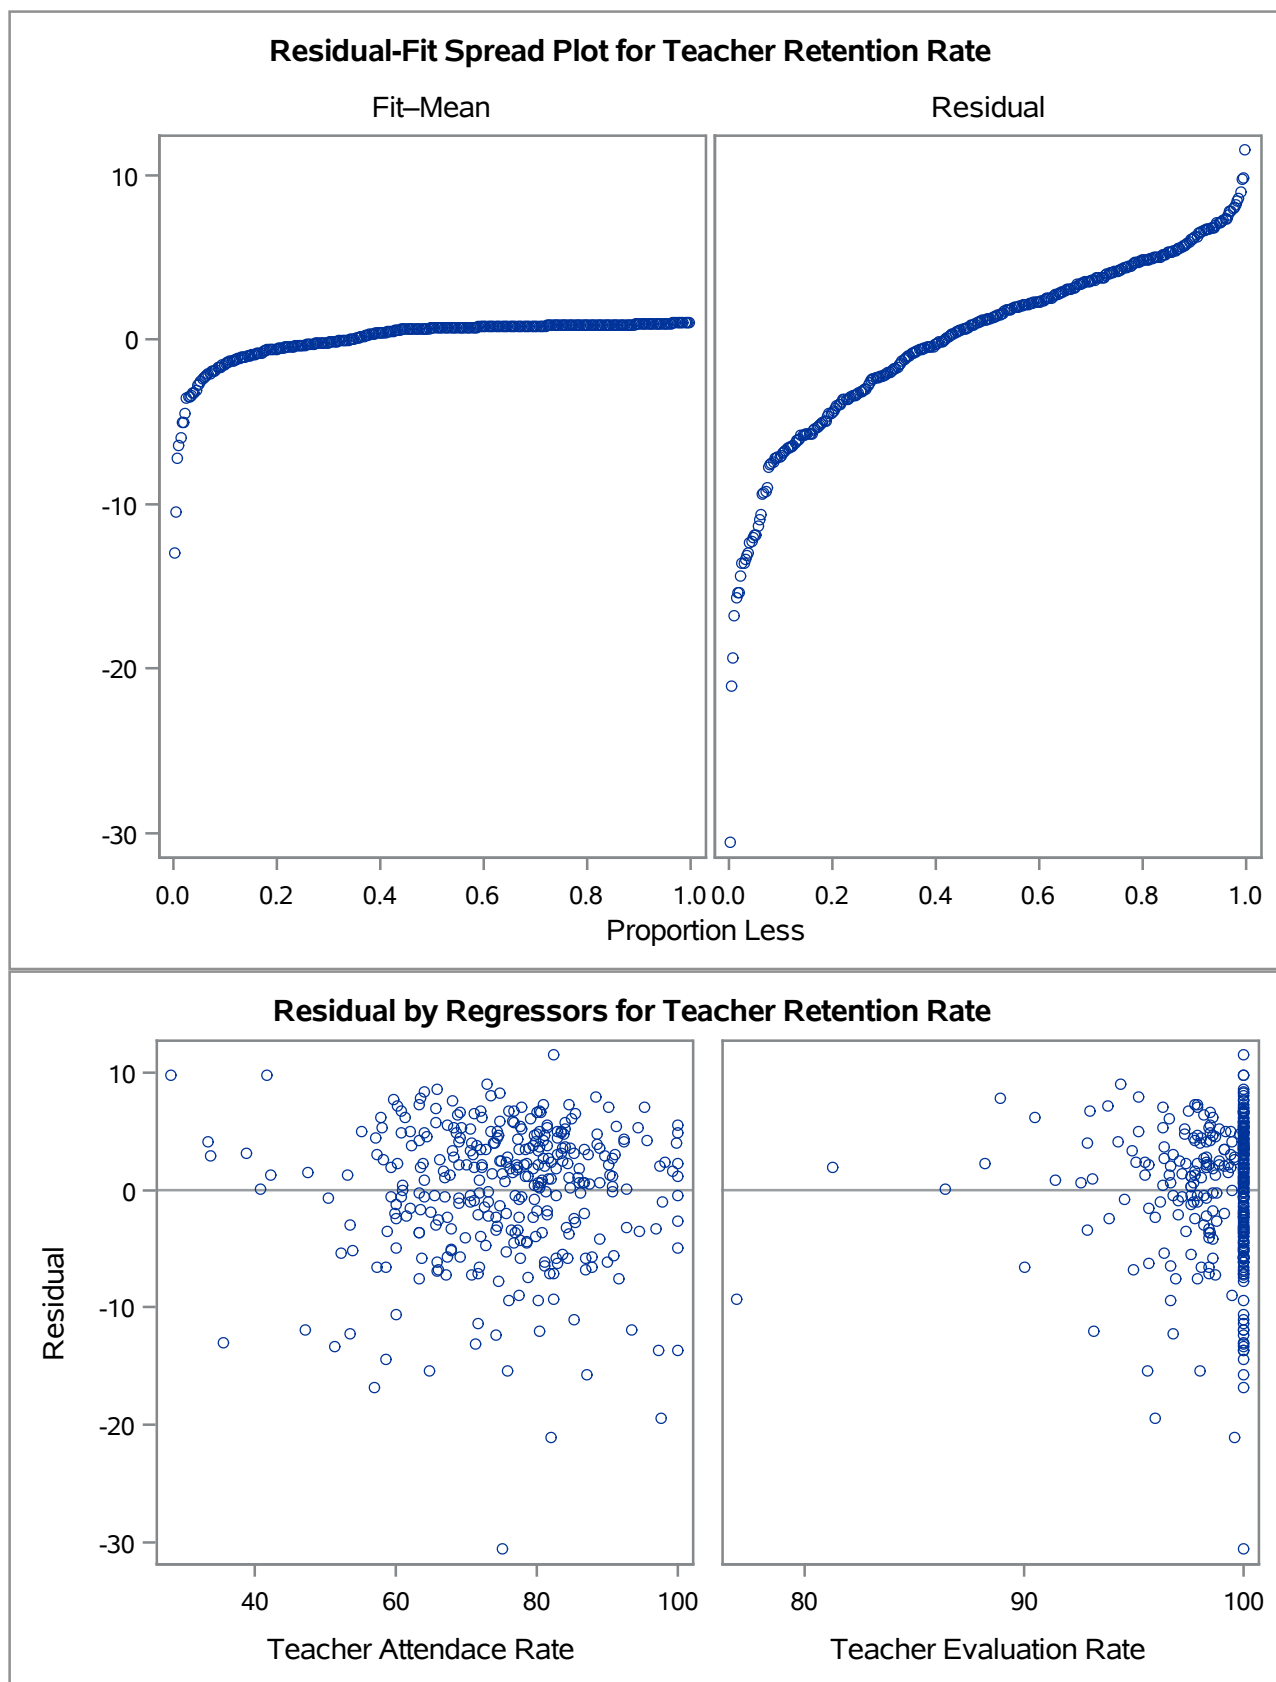 Residual-Fit Spread Plot for Teacher Retention Rate
Fit–Mean Residual
10
0
-10
-20
-30
0.0 0.2 0.4 0.6 0.8 1.0 0.0 0.2 0.4 0.6 0.8 1.0
Proportion Less
Residual by Regressors for Teacher Retention Rate
10
0
-10
-20
-30
Residual
40 60 80 100 80 90 100
Teacher Attendace Rate Teacher Evaluation Rate